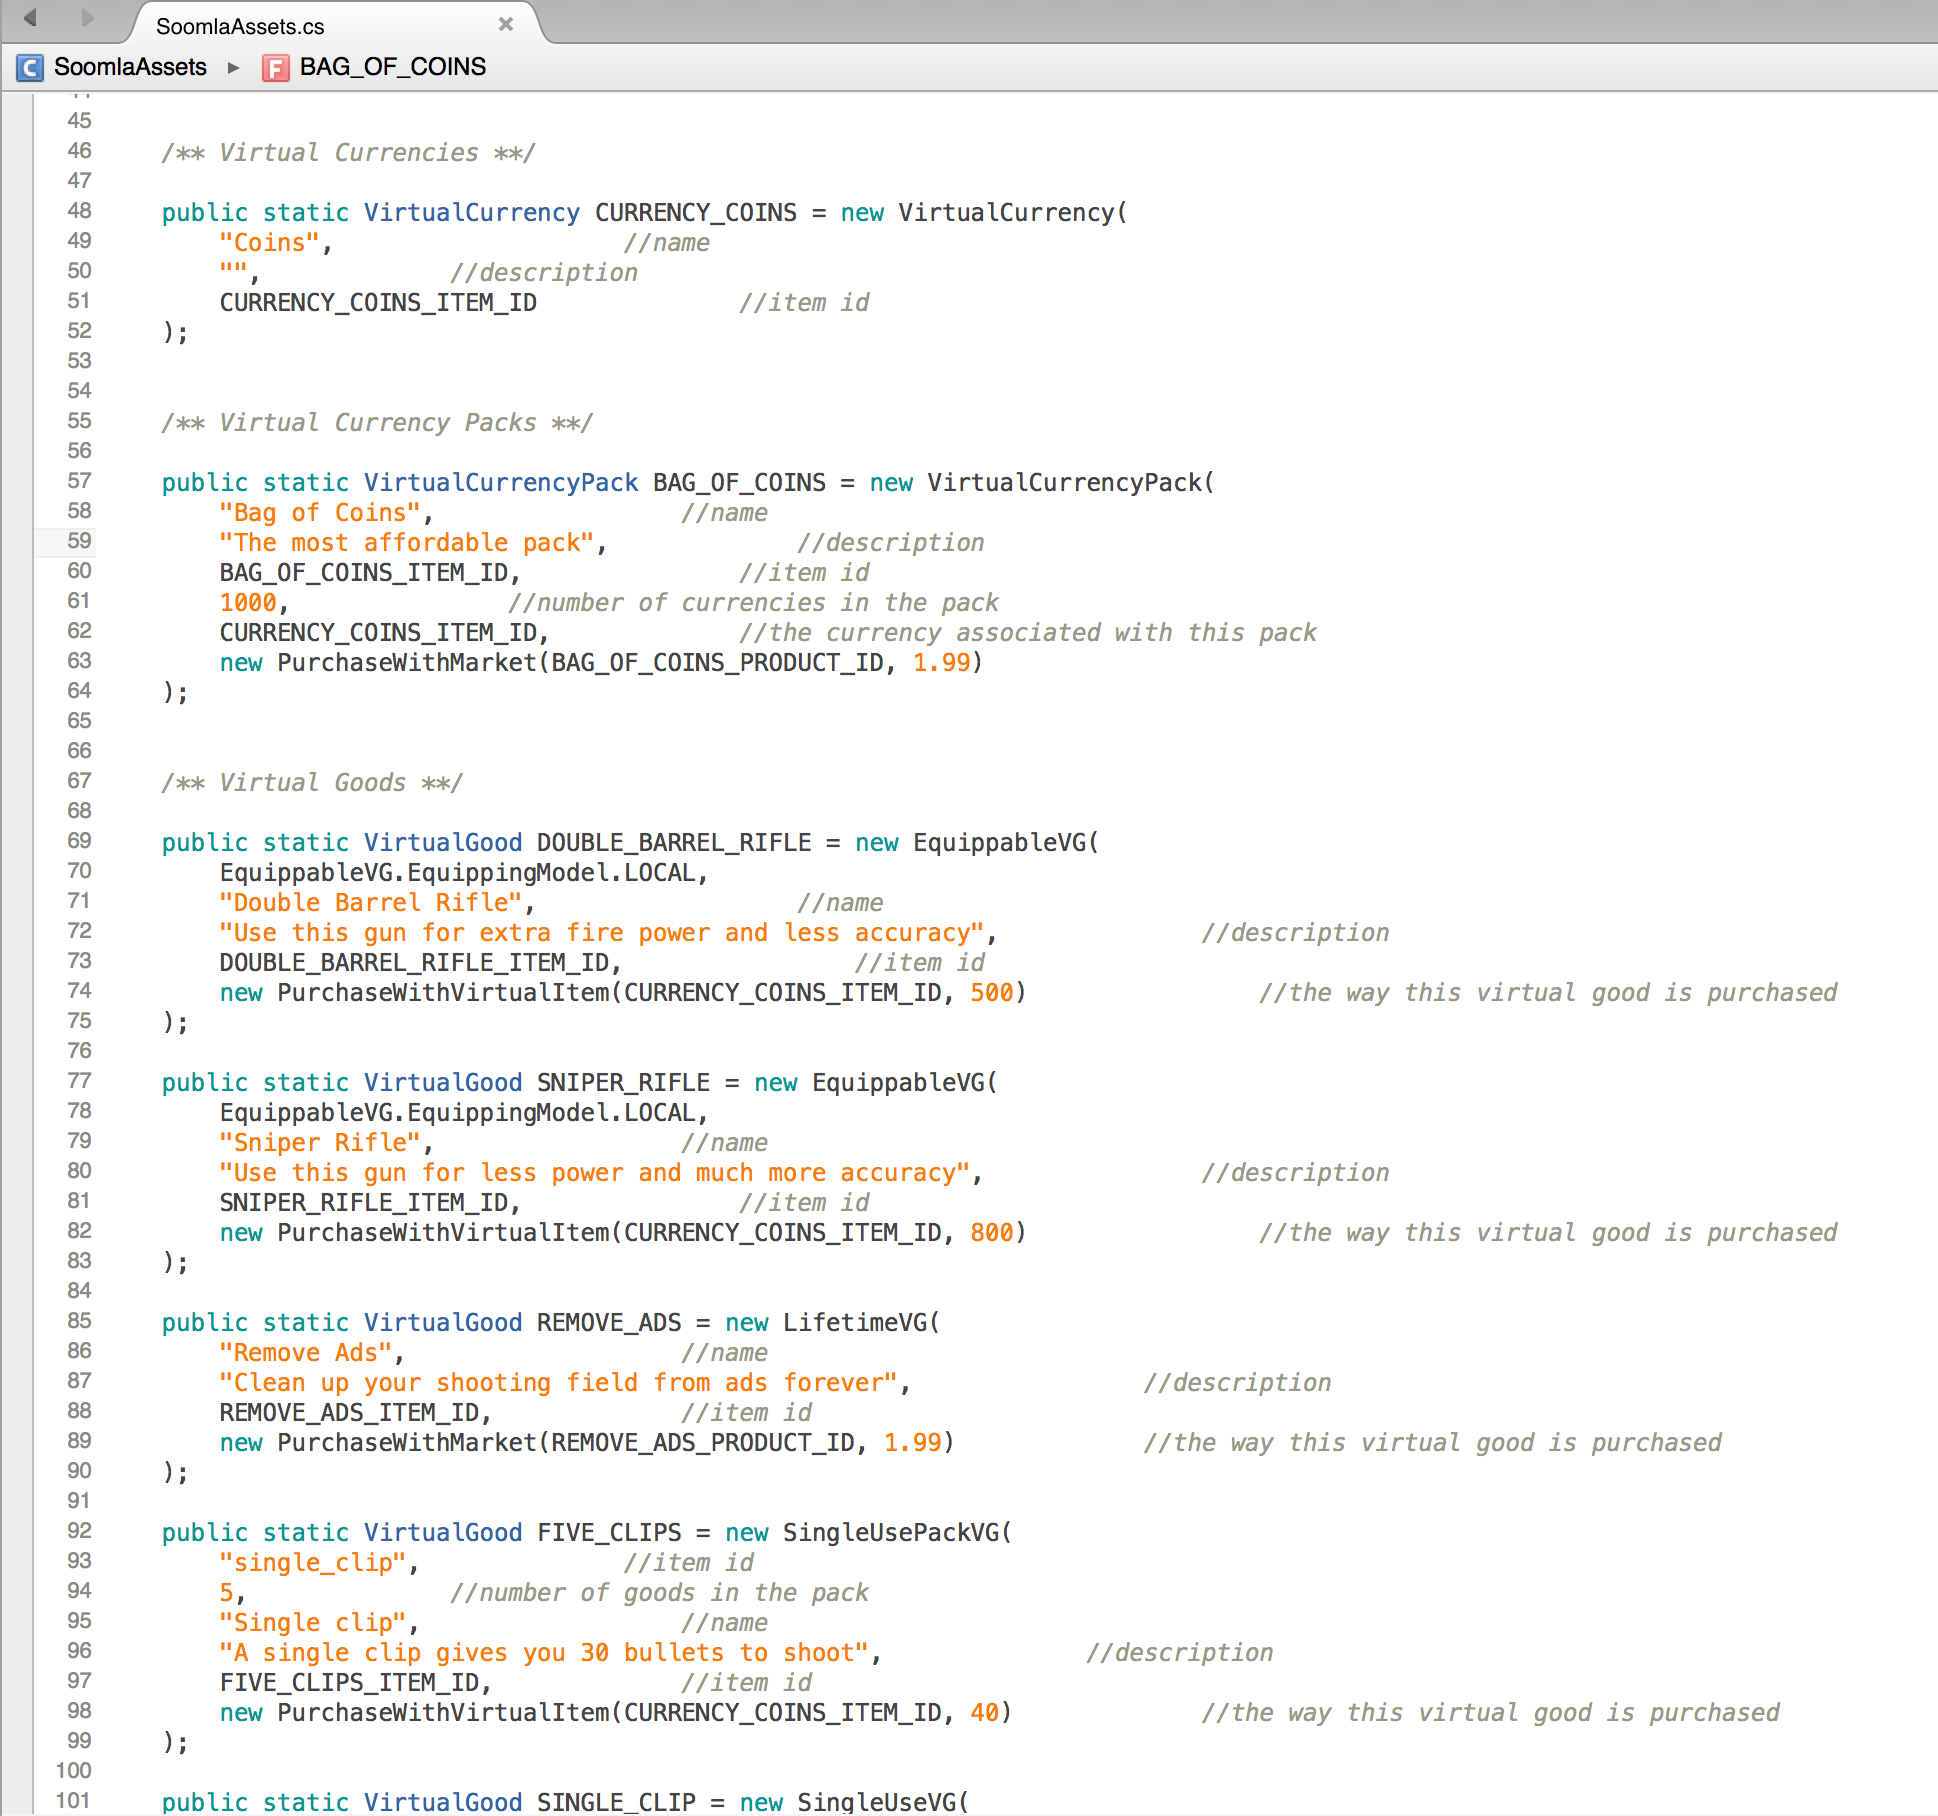 SoomlaAssets.cs
SoomlaAssets ▸ BAG_OF_COINS
45
46 /** Virtual Currencies **/
47
48 public static VirtualCurrency CURRENCY_COINS = new VirtualCurrency(
49 "Coins", //name
50 "", //description
51 CURRENCY_COINS_ITEM_ID //item id
52 );
53
54
55 /** Virtual Currency Packs **/
56
57 public static VirtualCurrencyPack BAG_OF_COINS = new VirtualCurrencyPack(
58 "Bag of Coins", //name
59 "The most affordable pack", //description
60 BAG_OF_COINS_ITEM_ID, //item id
61 1000, //number of currencies in the pack
62 CURRENCY_COINS_ITEM_ID, //the currency associated with this pack
63 new PurchaseWithMarket(BAG_OF_COINS_PRODUCT_ID, 1.99)
64 );
65
66
67 /** Virtual Goods **/
68
69 public static VirtualGood DOUBLE_BARREL_RIFLE = new EquippableVG(
70 EquippableVG.EquippingModel.LOCAL,
71 "Double Barrel Rifle", //name
72 "Use this gun for extra fire power and less accuracy", //description
73 DOUBLE_BARREL_RIFLE_ITEM_ID, //item id
74 new PurchaseWithVirtualItem(CURRENCY_COINS_ITEM_ID, 500) //the way this virtual good is purchased
75 );
76
77 public static VirtualGood SNIPER_RIFLE = new EquippableVG(
78 EquippableVG.EquippingModel.LOCAL,
79 "Sniper Rifle", //name
80 "Use this gun for less power and much more accuracy", //description
81 SNIPER_RIFLE_ITEM_ID, //item id
82 new PurchaseWithVirtualItem(CURRENCY_COINS_ITEM_ID, 800) //the way this virtual good is purchased
83 );
84
85 public static VirtualGood REMOVE_ADS = new LifetimeVG(
86 "Remove Ads", //name
87 "Clean up your shooting field from ads forever", //description
88 REMOVE_ADS_ITEM_ID, //item id
89 new PurchaseWithMarket(REMOVE_ADS_PRODUCT_ID, 1.99) //the way this virtual good is purchased
90 );
91
92 public static VirtualGood FIVE_CLIPS = new SingleUsePackVG(
93 "single_clip", //item id
94 5, //number of goods in the pack
95 "Single clip", //name
96 "A single clip gives you 30 bullets to shoot", //description
97 FIVE_CLIPS_ITEM_ID, //item id
98 new PurchaseWithVirtualItem(CURRENCY_COINS_ITEM_ID, 40) //the way this virtual good is purchased
99 );
100
101 public static VirtualGood SINGLE_CLIP = new SingleUseVG(